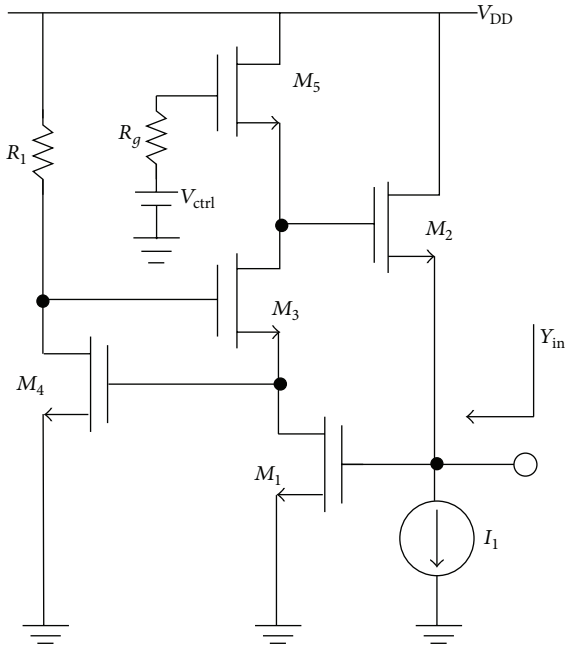 V_DD
M_5
R_g
R_1
V_ctrl
M_2
M_3
Y_in
M_4
M_1
I_1